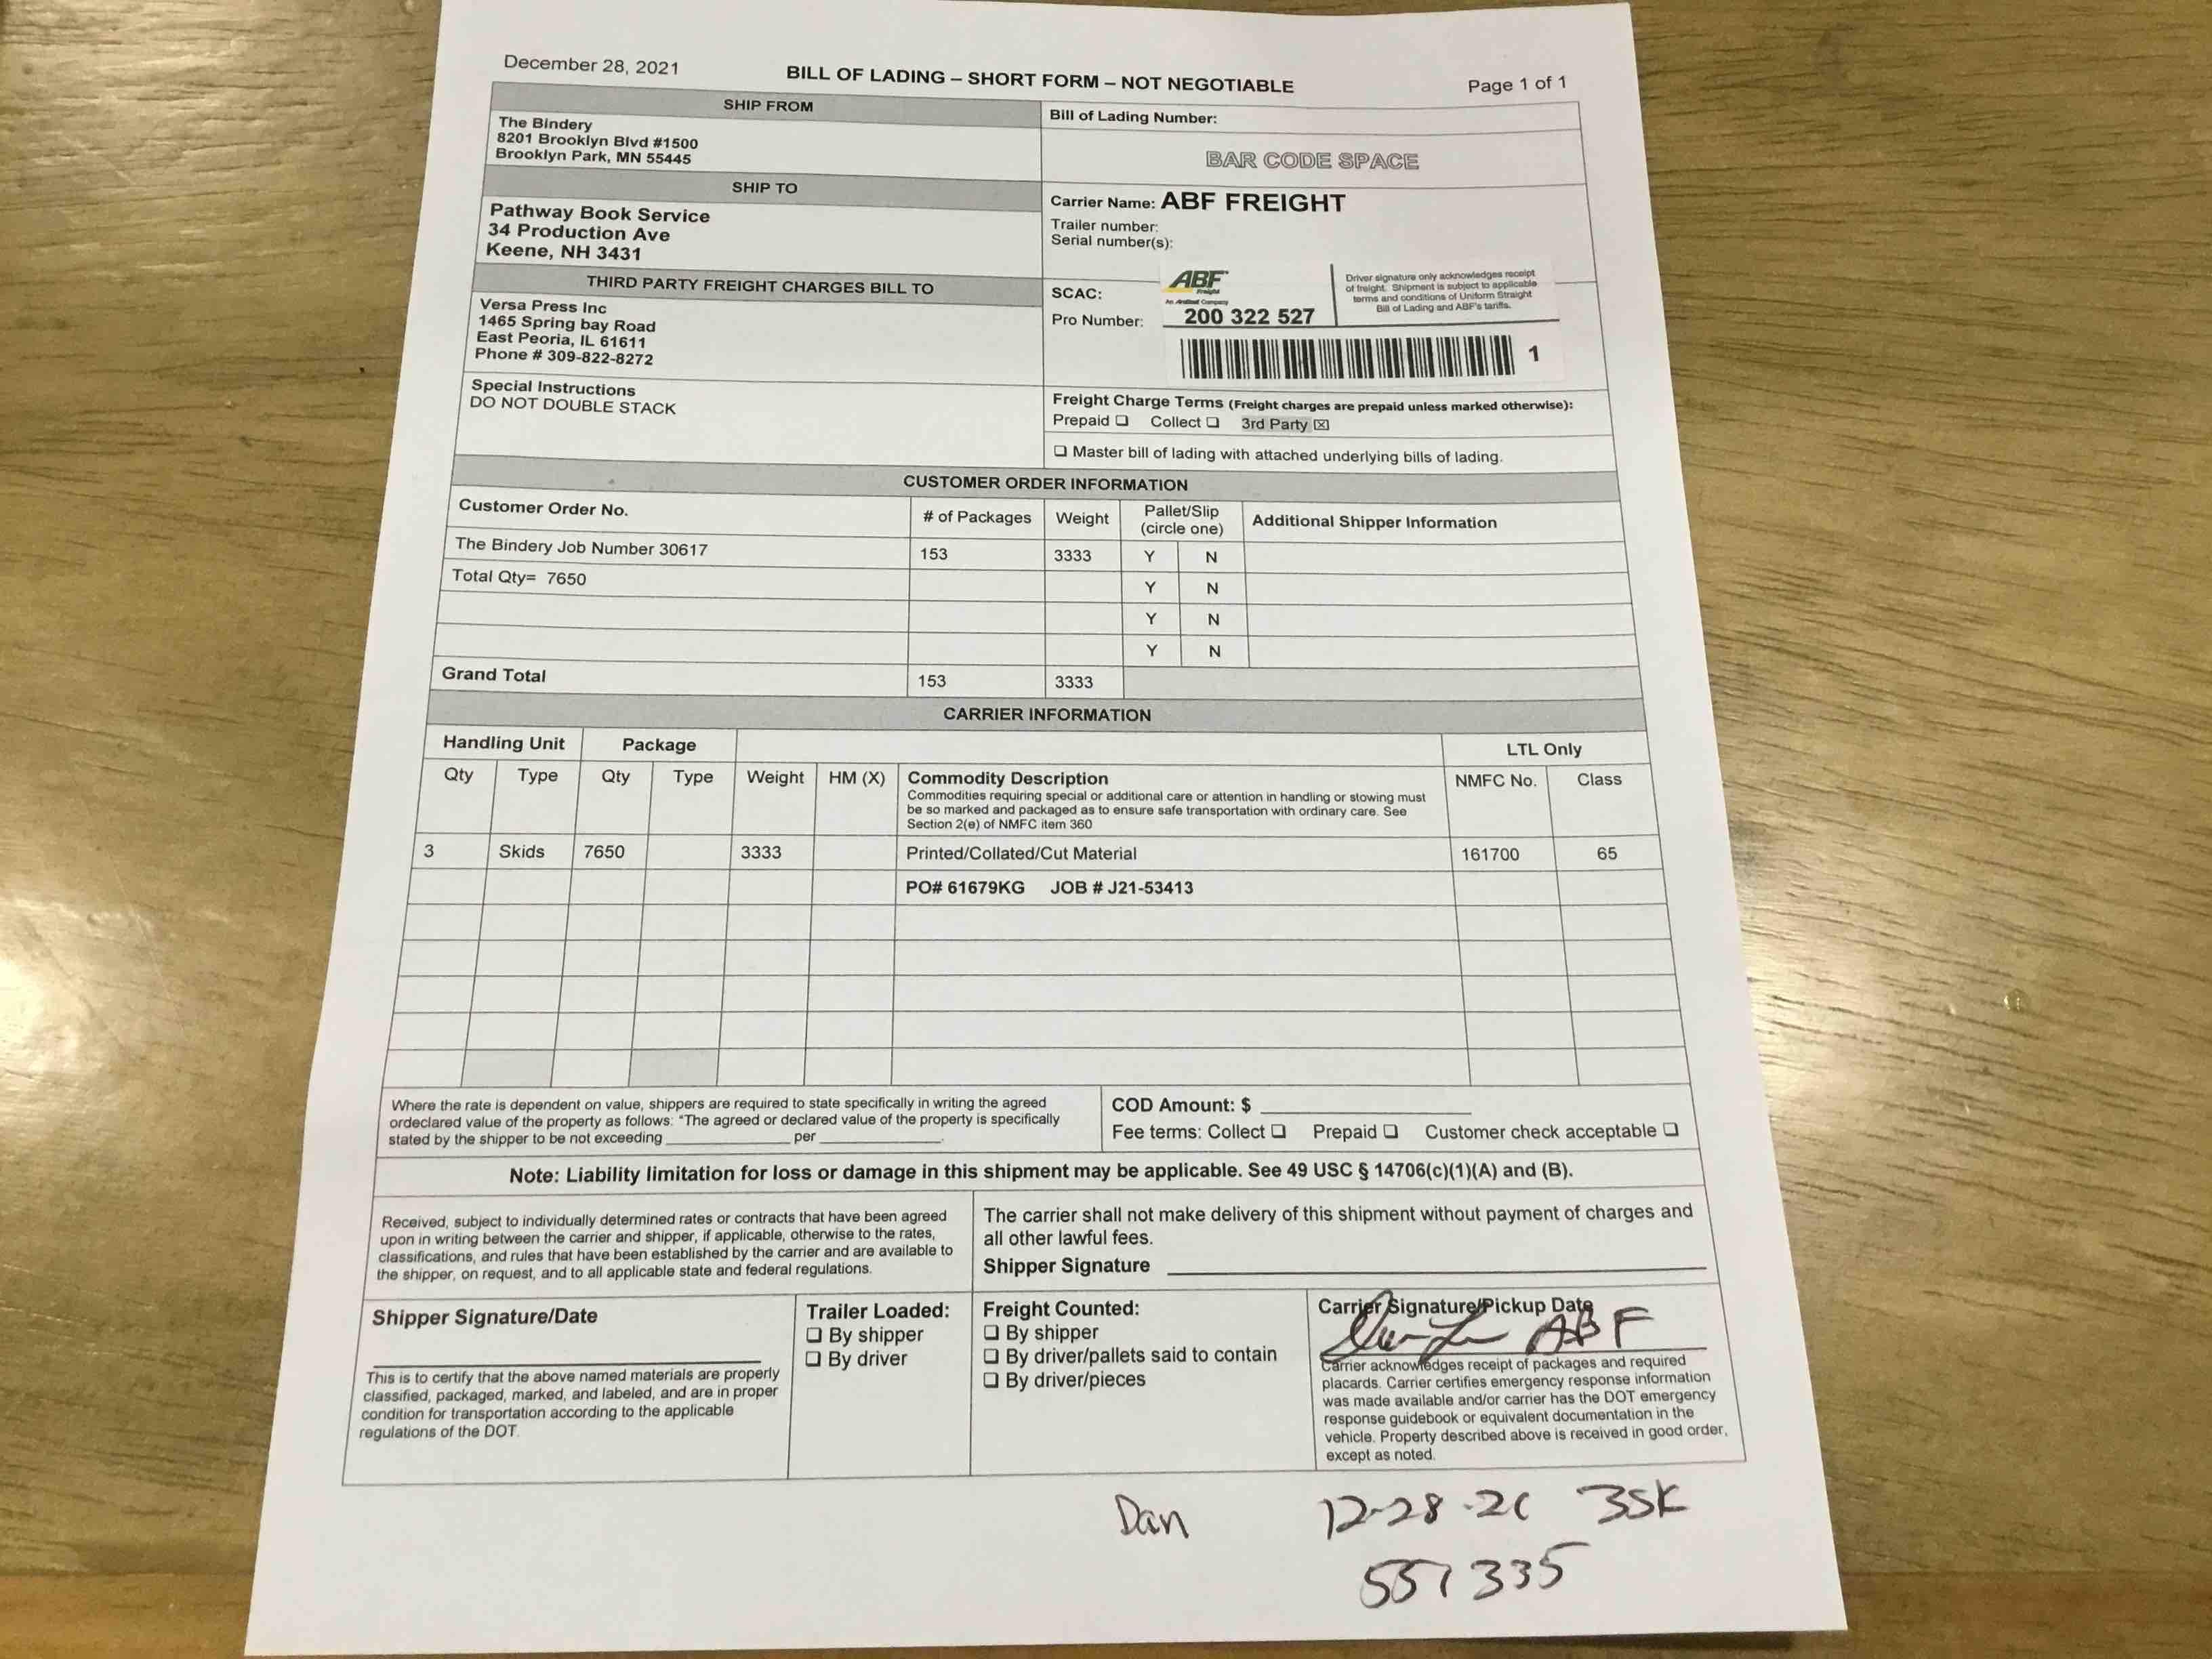 December 28, 2021
BILL OF LADING – SHORT FORM – NOT NEGOTIABLE
Page 1 of 1
SHIP FROM
The Bindery
8201 Brooklyn Blvd #1500
Brooklyn Park, MN 55445
Bill of Lading Number:
BAR CODE SPACE
SHIP TO
Pathway Book Service
34 Production Ave
Keene, NH 3431
Carrier Name: ABF FREIGHT
Trailer number:
Serial number(s):
THIRD PARTY FREIGHT CHARGES BILL TO
Versa Press Inc
1465 Spring bay Road
East Peoria, IL 61611
Phone # 309-822-8272
SCAC:
ABF
Freight
An ArcBest Company
Driver signature only acknowledges receipt
of freight. Shipment is subject to applicable
terms and conditions of Uniform Straight
Bill of Lading and ABF's tariffs.
Pro Number: 200 322 527
1
Special Instructions
DO NOT DOUBLE STACK
Freight Charge Terms (Freight charges are prepaid unless marked otherwise):
Prepaid ❑ Collect ❑ 3rd Party ☒
❑ Master bill of lading with attached underlying bills of lading.
CUSTOMER ORDER INFORMATION
Customer Order No. # of Packages Weight Pallet/Slip (circle one) Additional Shipper Information
The Bindery Job Number 30617 153 3333 Y N
Total Qty= 7650 Y N
Y N
Y N
Grand Total 153 3333
CARRIER INFORMATION
Handling Unit Package LTL Only
Qty Type Qty Type Weight HM (X) Commodity Description NMFC No. Class
Commodities requiring special or additional care or attention in handling or stowing must
be so marked and packaged as to ensure safe transportation with ordinary care. See
Section 2(e) of NMFC item 360
3 Skids 7650 3333 Printed/Collated/Cut Material 161700 65
PO# 61679KG JOB # J21-53413
Where the rate is dependent on value, shippers are required to state specifically in writing the agreed
ordeclared value of the property as follows: “The agreed or declared value of the property is specifically
stated by the shipper to be not exceeding ____________ per ____________.
COD Amount: $ ____________
Fee terms: Collect ❑ Prepaid ❑ Customer check acceptable ❑
Note: Liability limitation for loss or damage in this shipment may be applicable. See 49 USC § 14706(c)(1)(A) and (B).
Received, subject to individually determined rates or contracts that have been agreed
upon in writing between the carrier and shipper, if applicable, otherwise to the rates,
classifications, and rules that have been established by the carrier and are available to
the shipper, on request, and to all applicable state and federal regulations.
The carrier shall not make delivery of this shipment without payment of charges and
all other lawful fees.
Shipper Signature
Shipper Signature/Date
This is to certify that the above named materials are properly
classified, packaged, marked, and labeled, and are in proper
condition for transportation according to the applicable
regulations of the DOT.
Trailer Loaded:
❑ By shipper
❑ By driver
Freight Counted:
❑ By shipper
❑ By driver/pallets said to contain
❑ By driver/pieces
Carrier Signature/Pickup Date
ABF
Carrier acknowledges receipt of packages and required
placards. Carrier certifies emergency response information
was made available and/or carrier has the DOT emergency
response guidebook or equivalent documentation in the
vehicle. Property described above is received in good order,
except as noted.
Dan 12-28-21 3SK
551335